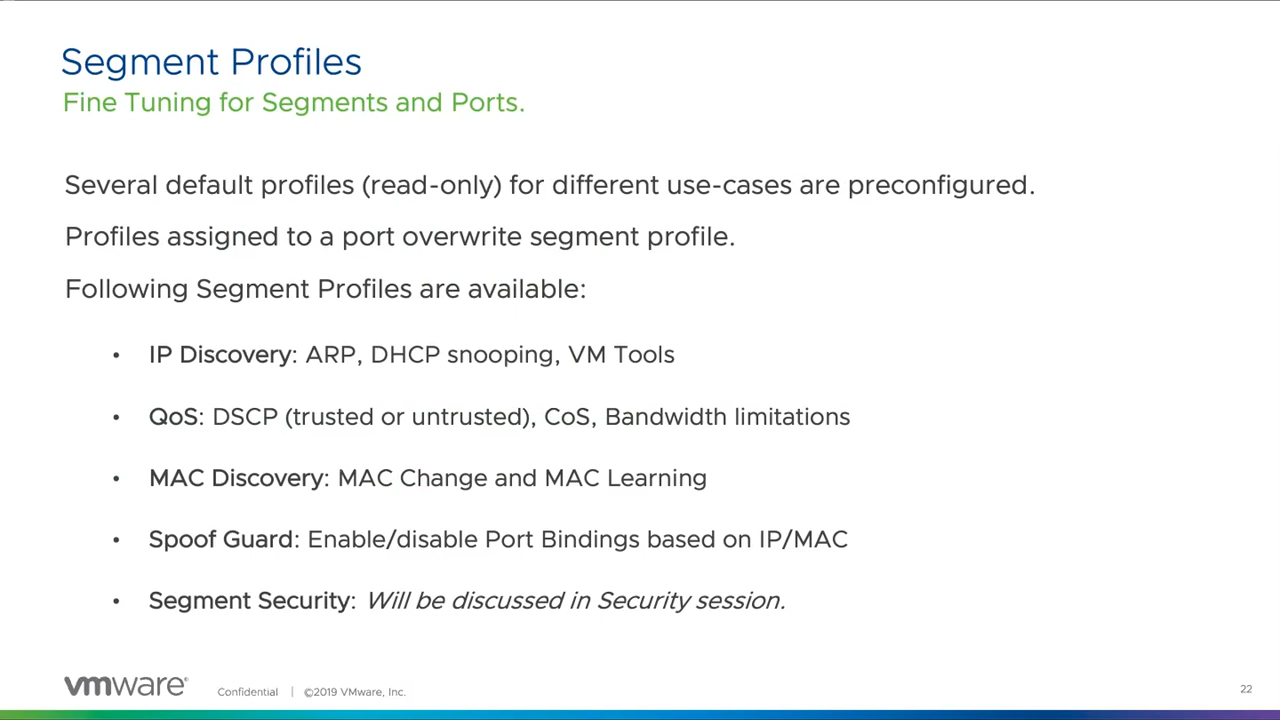 Segment Profiles
Fine Tuning for Segments and Ports.
Several default profiles (read-only) for different use-cases are preconfigured.
Profiles assigned to a port overwrite segment profile.
Following Segment Profiles are available:
• IP Discovery: ARP, DHCP snooping, VM Tools
• QoS: DSCP (trusted or untrusted), CoS, Bandwidth limitations
• MAC Discovery: MAC Change and MAC Learning
• Spoof Guard: Enable/disable Port Bindings based on IP/MAC
• Segment Security: Will be discussed in Security session.
vmware® Confidential | ©2019 VMware, Inc. 22